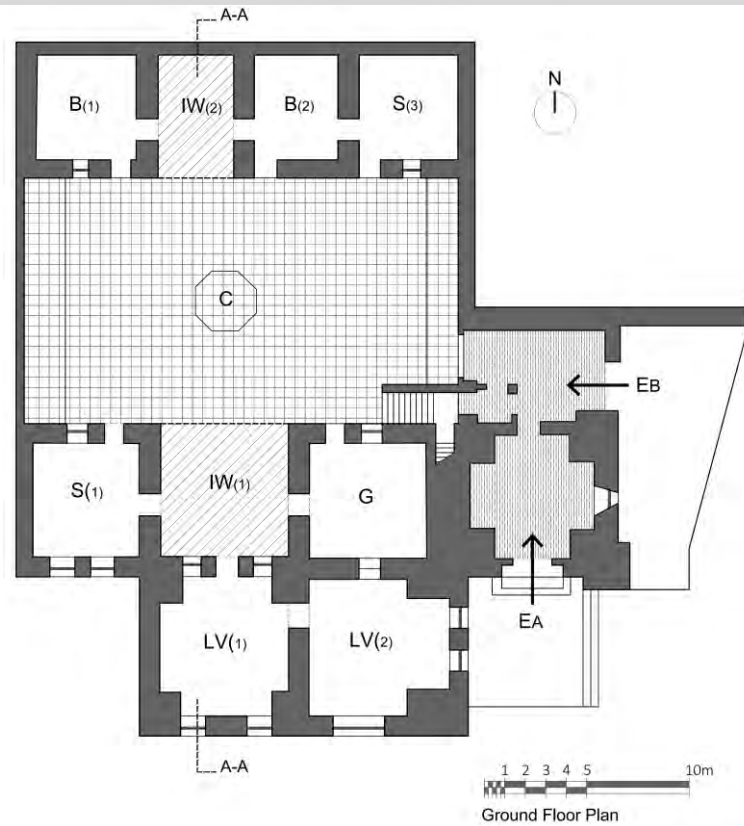 A-A
N
B(1)
IW(2)
B(2)
S(3)
C
EB
S(1)
IW(1)
G
EA
LV(1)
LV(2)
A-A
1 2 3 4 5 10m
Ground Floor Plan